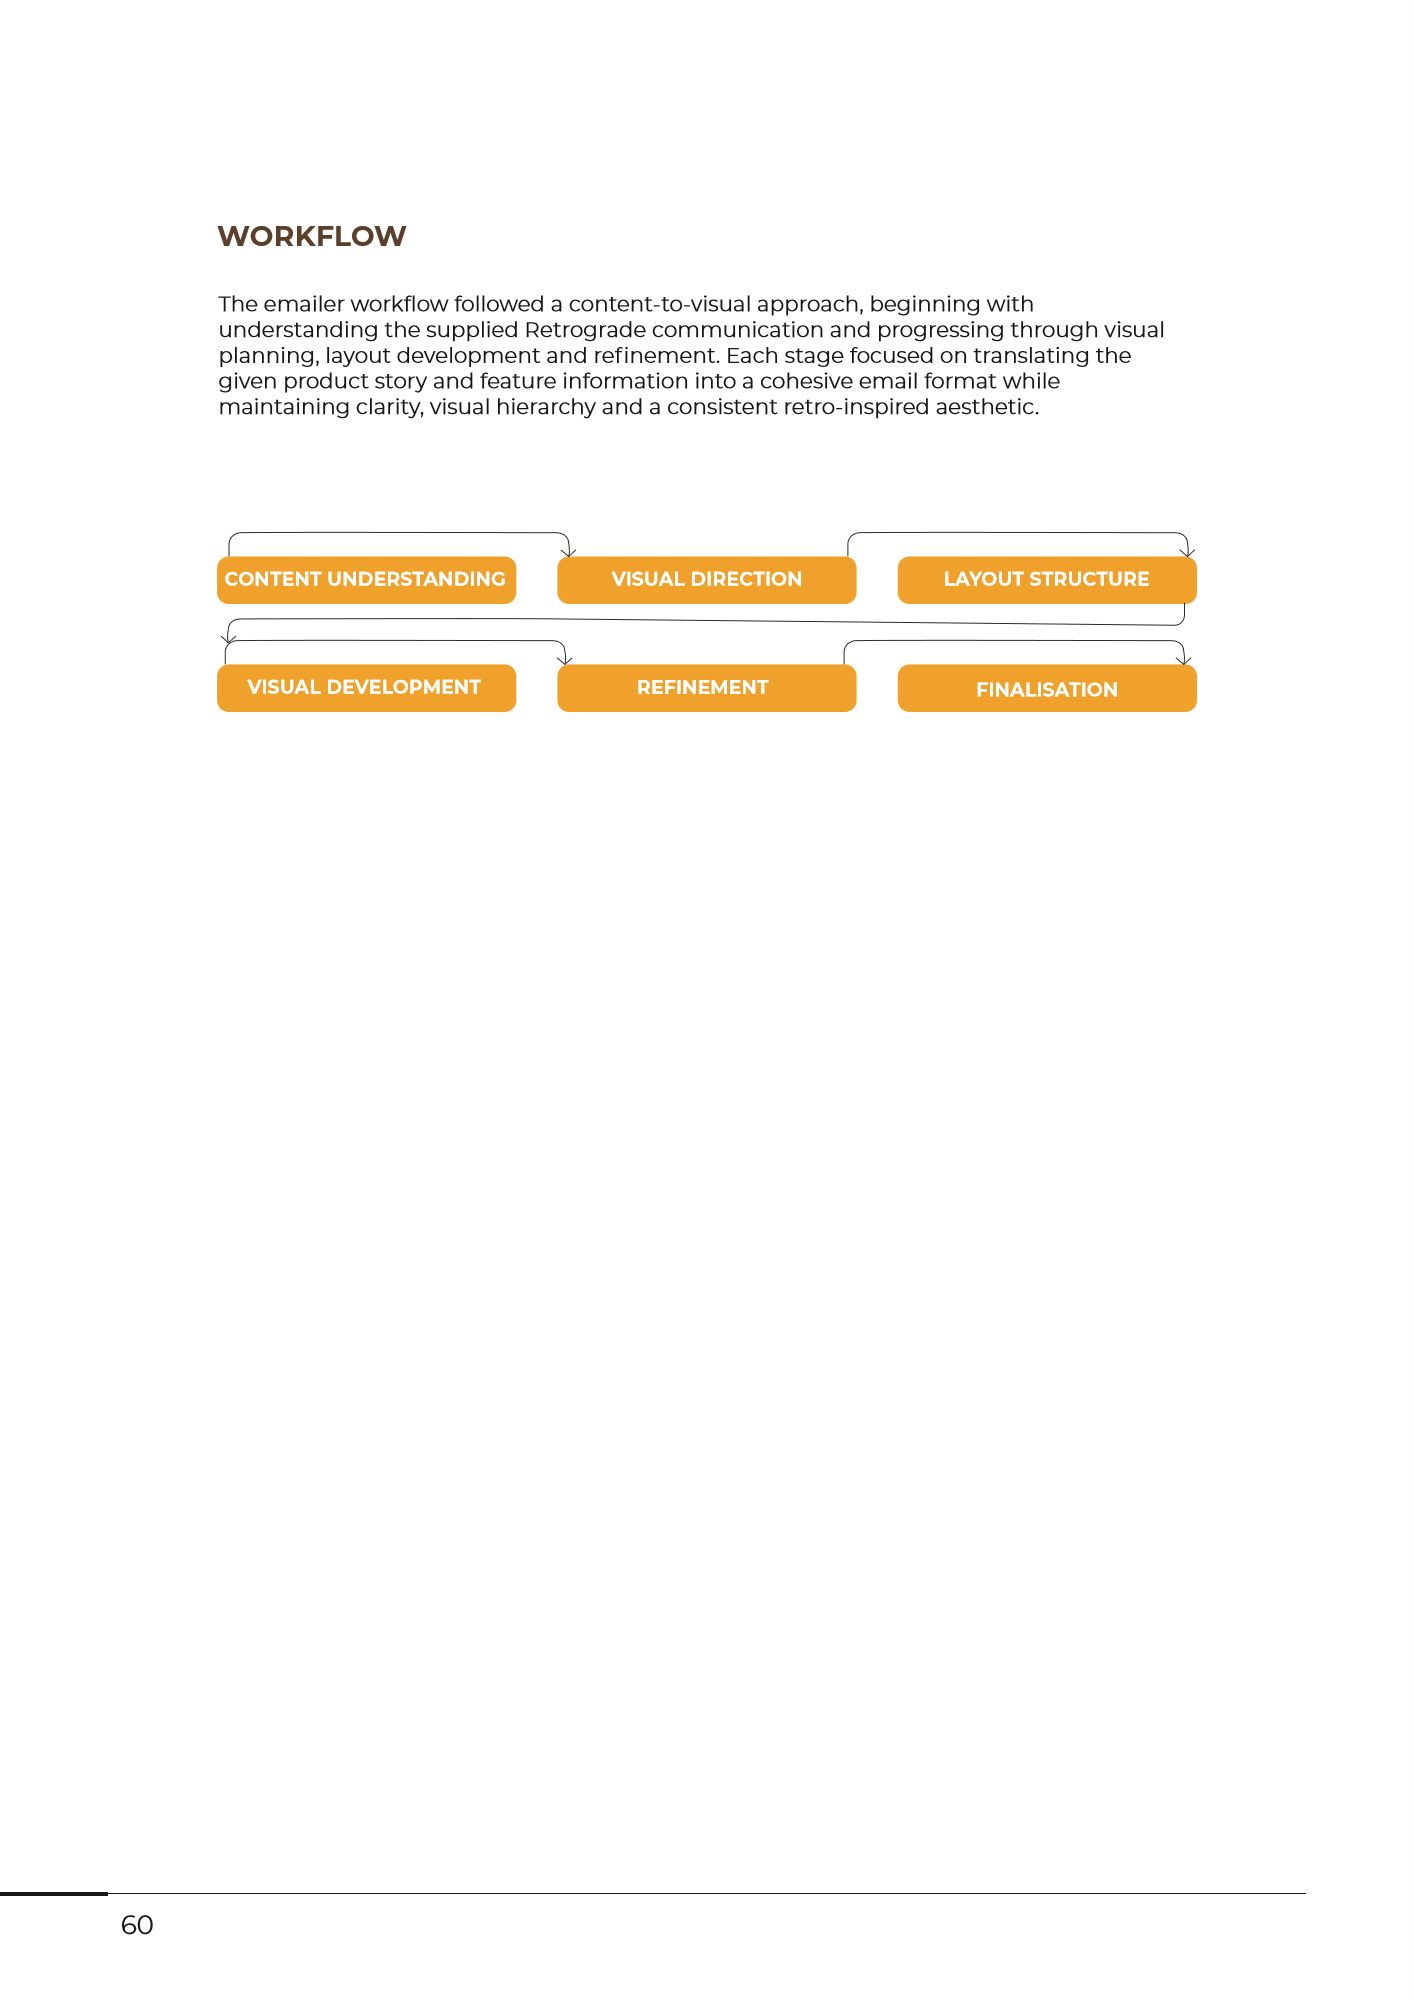 WORKFLOW
The emailer workflow followed a content-to-visual approach, beginning with
understanding the supplied Retrograde communication and progressing through visual
planning, layout development and refinement. Each stage focused on translating the
given product story and feature information into a cohesive email format while
maintaining clarity, visual hierarchy and a consistent retro-inspired aesthetic.
CONTENT UNDERSTANDING
VISUAL DIRECTION
LAYOUT STRUCTURE
VISUAL DEVELOPMENT
REFINEMENT
FINALISATION
60